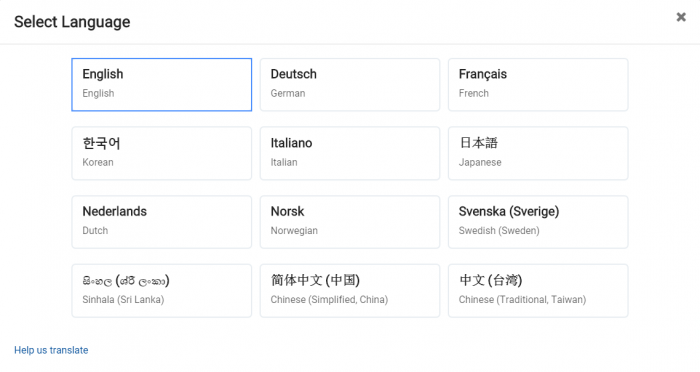 Select Language
English
English
Deutsch
German
Français
French
한국어
Korean
Italiano
Italian
日本語
Japanese
Nederlands
Dutch
Norsk
Norwegian
Svenska (Sverige)
Swedish (Sweden)
සිංහල (ශ්රී ලංකා)
Sinhala (Sri Lanka)
简体中文 (中国)
Chinese (Simplified, China)
中文 (台湾)
Chinese (Traditional, Taiwan)
Help us translate